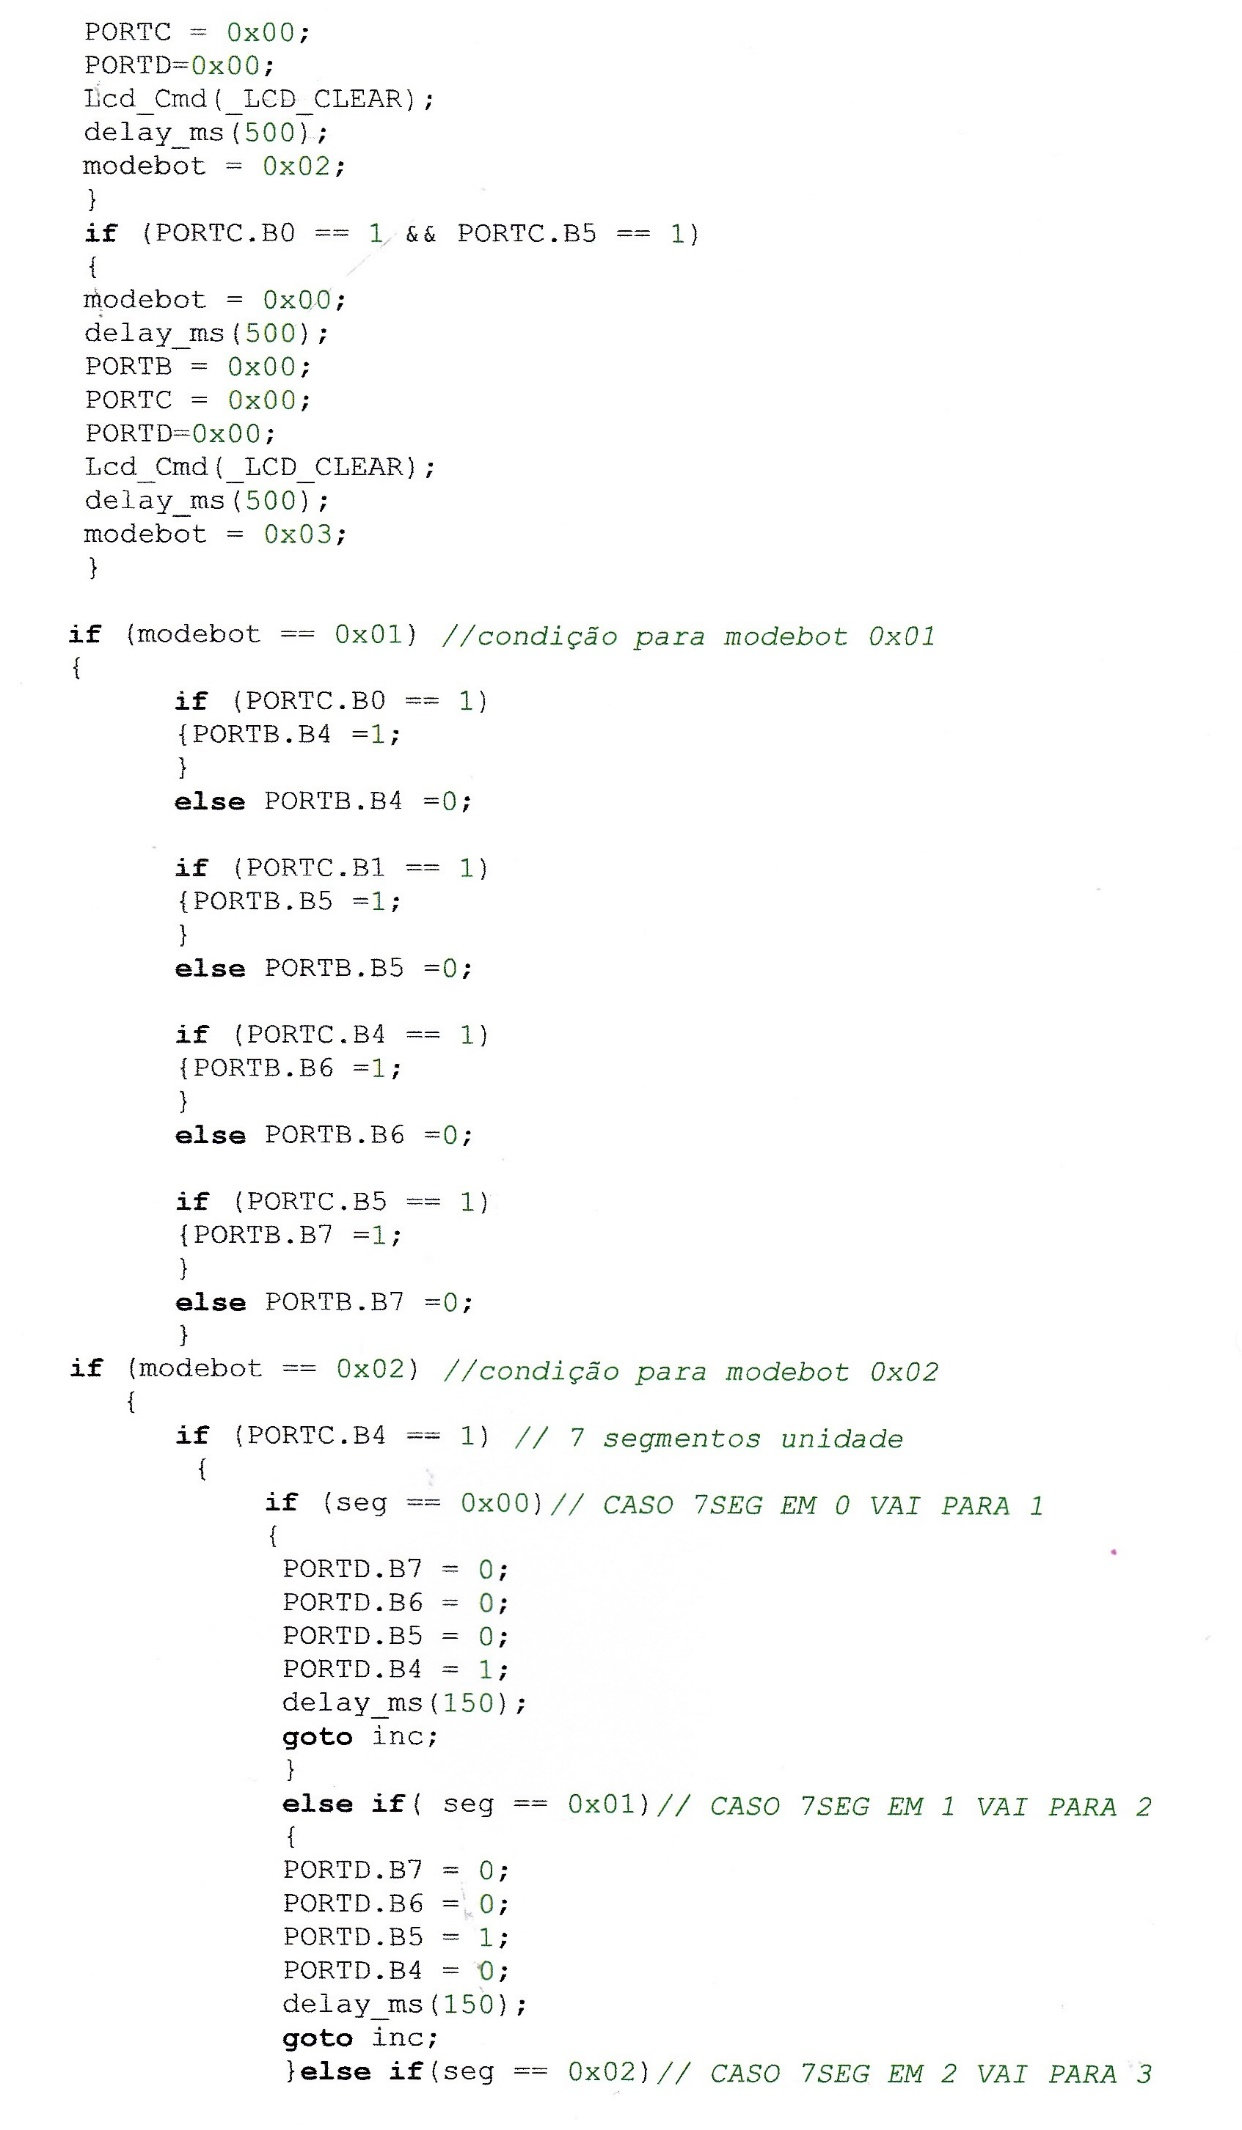 PORTC = 0x00;
PORTD=0x00;
Lcd_Cmd(_LCD_CLEAR);
delay_ms(500);
modebot = 0x02;
}
if (PORTC.B0 == 1 && PORTC.B5 == 1)
{
modebot = 0x00;
delay_ms(500);
PORTB = 0x00;
PORTC = 0x00;
PORTD=0x00;
Lcd_Cmd(_LCD_CLEAR);
delay_ms(500);
modebot = 0x03;
}
if (modebot == 0x01) //condição para modebot 0x01
{
if (PORTC.B0 == 1)
{PORTB.B4 =1;
}
else PORTB.B4 =0;
if (PORTC.B1 == 1)
{PORTB.B5 =1;
}
else PORTB.B5 =0;
if (PORTC.B4 == 1)
{PORTB.B6 =1;
}
else PORTB.B6 =0;
if (PORTC.B5 == 1)
{PORTB.B7 =1;
}
else PORTB.B7 =0;
}
if (modebot == 0x02) //condição para modebot 0x02
{
if (PORTC.B4 == 1) // 7 segmentos unidade
{
if (seg == 0x00)// CASO 7SEG EM 0 VAI PARA 1
{
PORTD.B7 = 0;
PORTD.B6 = 0;
PORTD.B5 = 0;
PORTD.B4 = 1;
delay_ms(150);
goto inc;
}
else if( seg == 0x01)// CASO 7SEG EM 1 VAI PARA 2
{
PORTD.B7 = 0;
PORTD.B6 = 0;
PORTD.B5 = 1;
PORTD.B4 = 0;
delay_ms(150);
goto inc;
}else if(seg == 0x02)// CASO 7SEG EM 2 VAI PARA 3